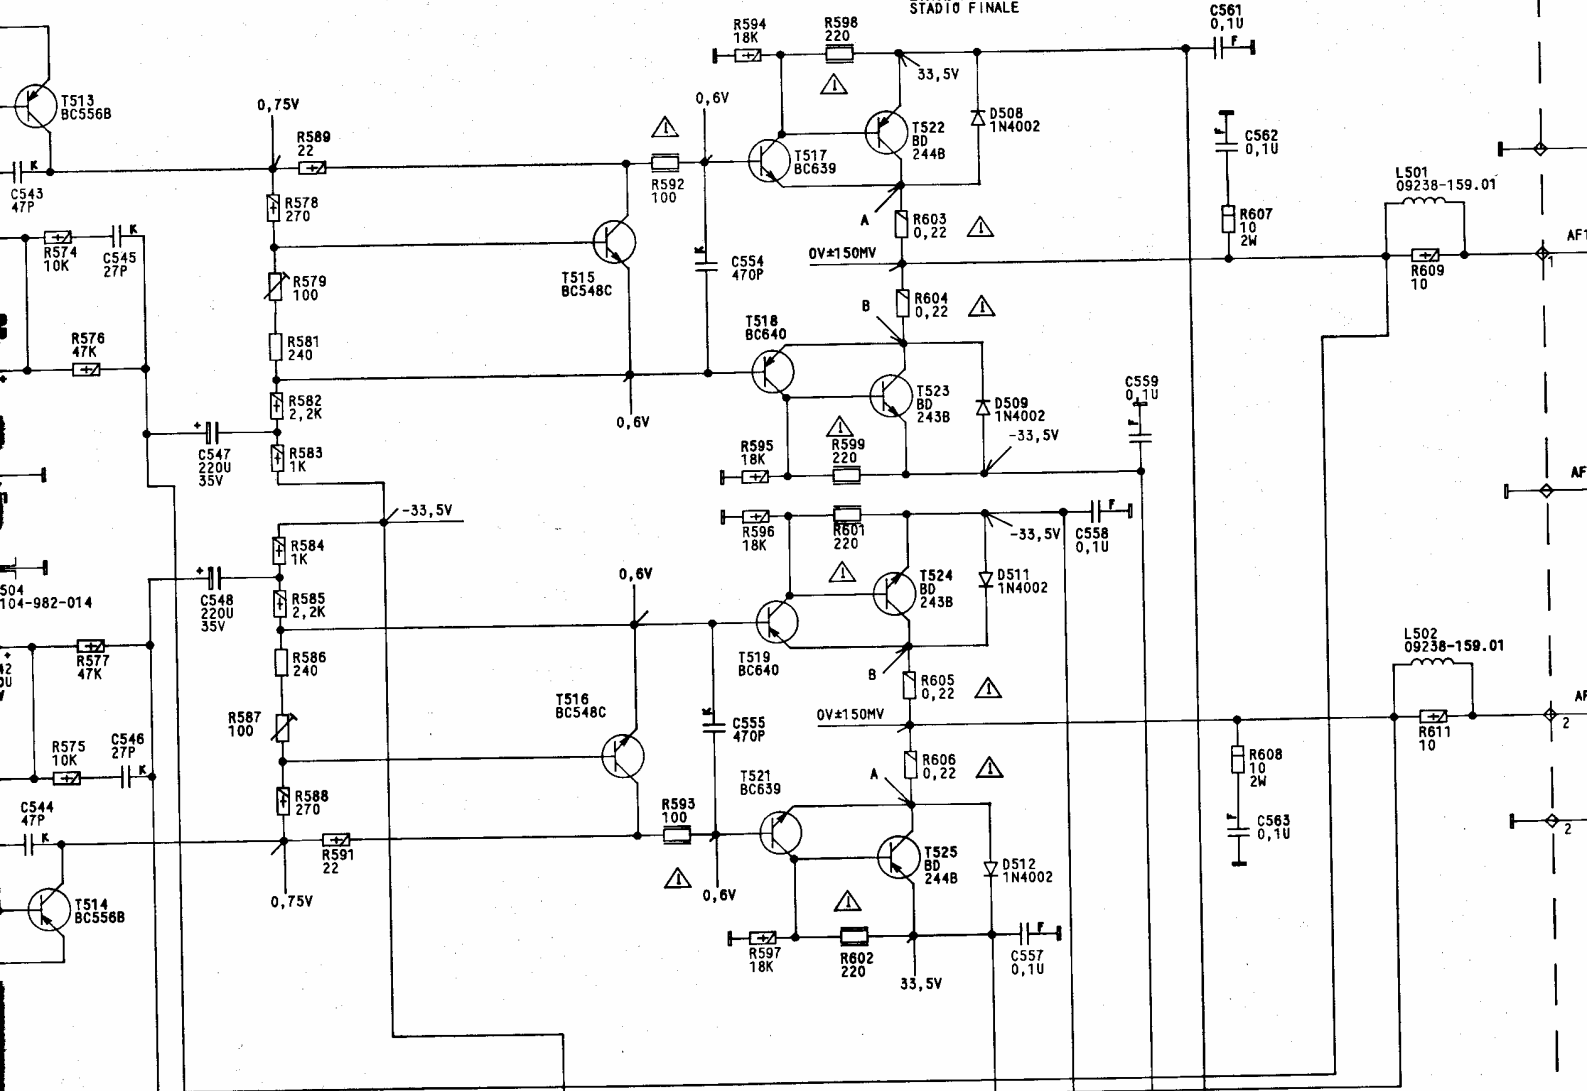 STADIO FINALE
R594
18K
R598
220
C561
0,1U
F
33,5V
T513
BC556B
0,75V
0,6V
R589
22
D508
1N4002
T522
BD
244B
C562
0,1U
F
T517
BC639
K
C543
47P
R592
100
L501
09238-159.01
R578
270
A
R603
0,22
R607
10
2W
K
R574
10K
C545
27P
T515
BC548C
K
C554
470P
0V±150MV
R609
10
AF1
1
R579
100
B
R604
0,22
T518
BC640
R576
47K
R581
240
T523
BD
243B
C559
0,1U
F
D509
1N4002
R582
2,2K
0,6V
+
C547
220U
35V
R583
1K
R595
18K
R599
220
-33,5V
AF
-33,5V
R596
18K
R601
220
-33,5V
F
C558
0,1U
R584
1K
504
104-982-014
+
C548
220U
35V
R585
2,2K
0,6V
T524
BD
243B
D511
1N4002
T519
BC640
R577
47K
R586
240
L502
09238-159.01
B
R605
0,22
T516
BC548C
R587
100
K
C555
470P
0V±150MV
2
R611
10
R575
10K
C546
27P
K
A
R606
0,22
R608
10
2W
T521
BC639
R588
270
C544
47P
K
R593
100
F
C563
0,1U
2
R591
22
T525
BD
244B
D512
1N4002
0,75V
0,6V
T514
BC556B
R597
18K
R602
220
F
C557
0,1U
33,5V